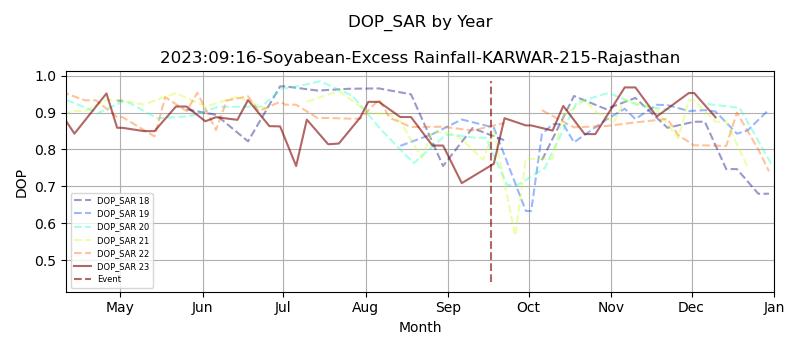 DOP_SAR by Year
2023:09:16-Soyabean-Excess Rainfall-KARWAR-215-Rajasthan
1.0
0.9
0.8
0.7
0.6
0.5
DOP
DOP_SAR 18
DOP_SAR 19
DOP_SAR 20
DOP_SAR 21
DOP_SAR 22
DOP_SAR 23
Event
May Jun Jul Aug Sep Oct Nov Dec Jan
Month